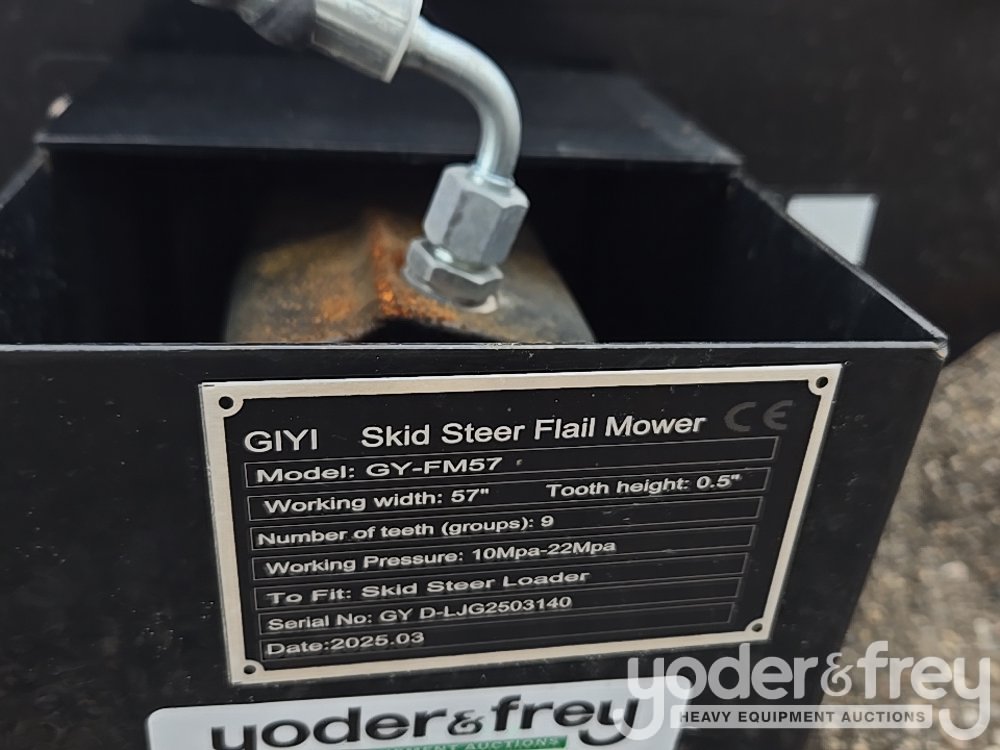 GIYI Skid Steer Flail Mower CE
Model: GY-FM57
Working width: 57" Tooth height: 0.5"
Number of teeth (groups): 9
Working Pressure: 10Mpa-22Mpa
To Fit: Skid Steer Loader
Serial No: GY D-LJG2503140
Date:2025.03
yoder&frey
EQUIPMENT AUCTIONS
yoder&frey
HEAVY EQUIPMENT AUCTIONS